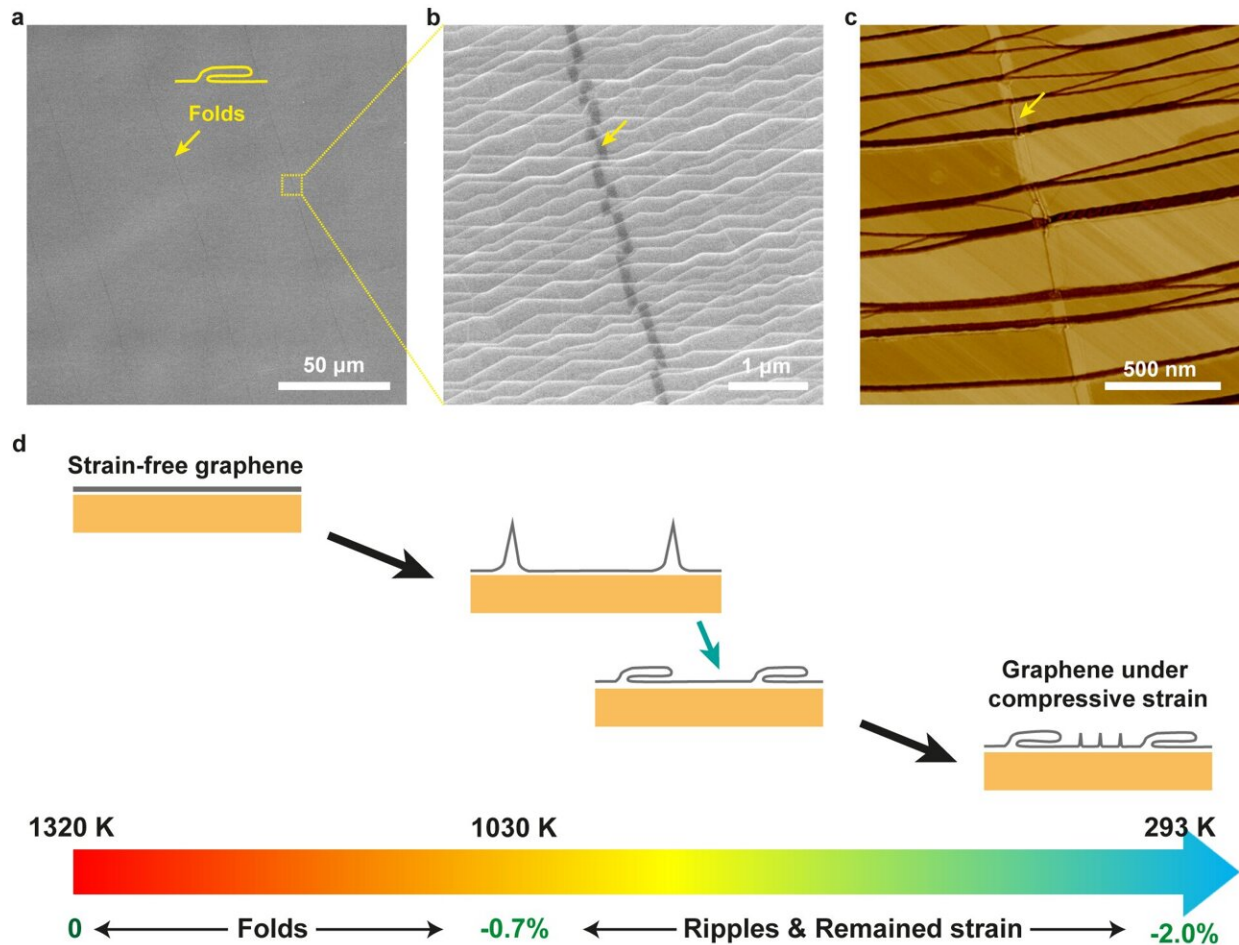 a
b
c
Folds
50 µm
1 µm
500 nm
d
Strain-free graphene
Graphene under
compressive strain
1320 K
1030 K
293 K
0
Folds
-0.7%
Ripples & Remained strain
-2.0%